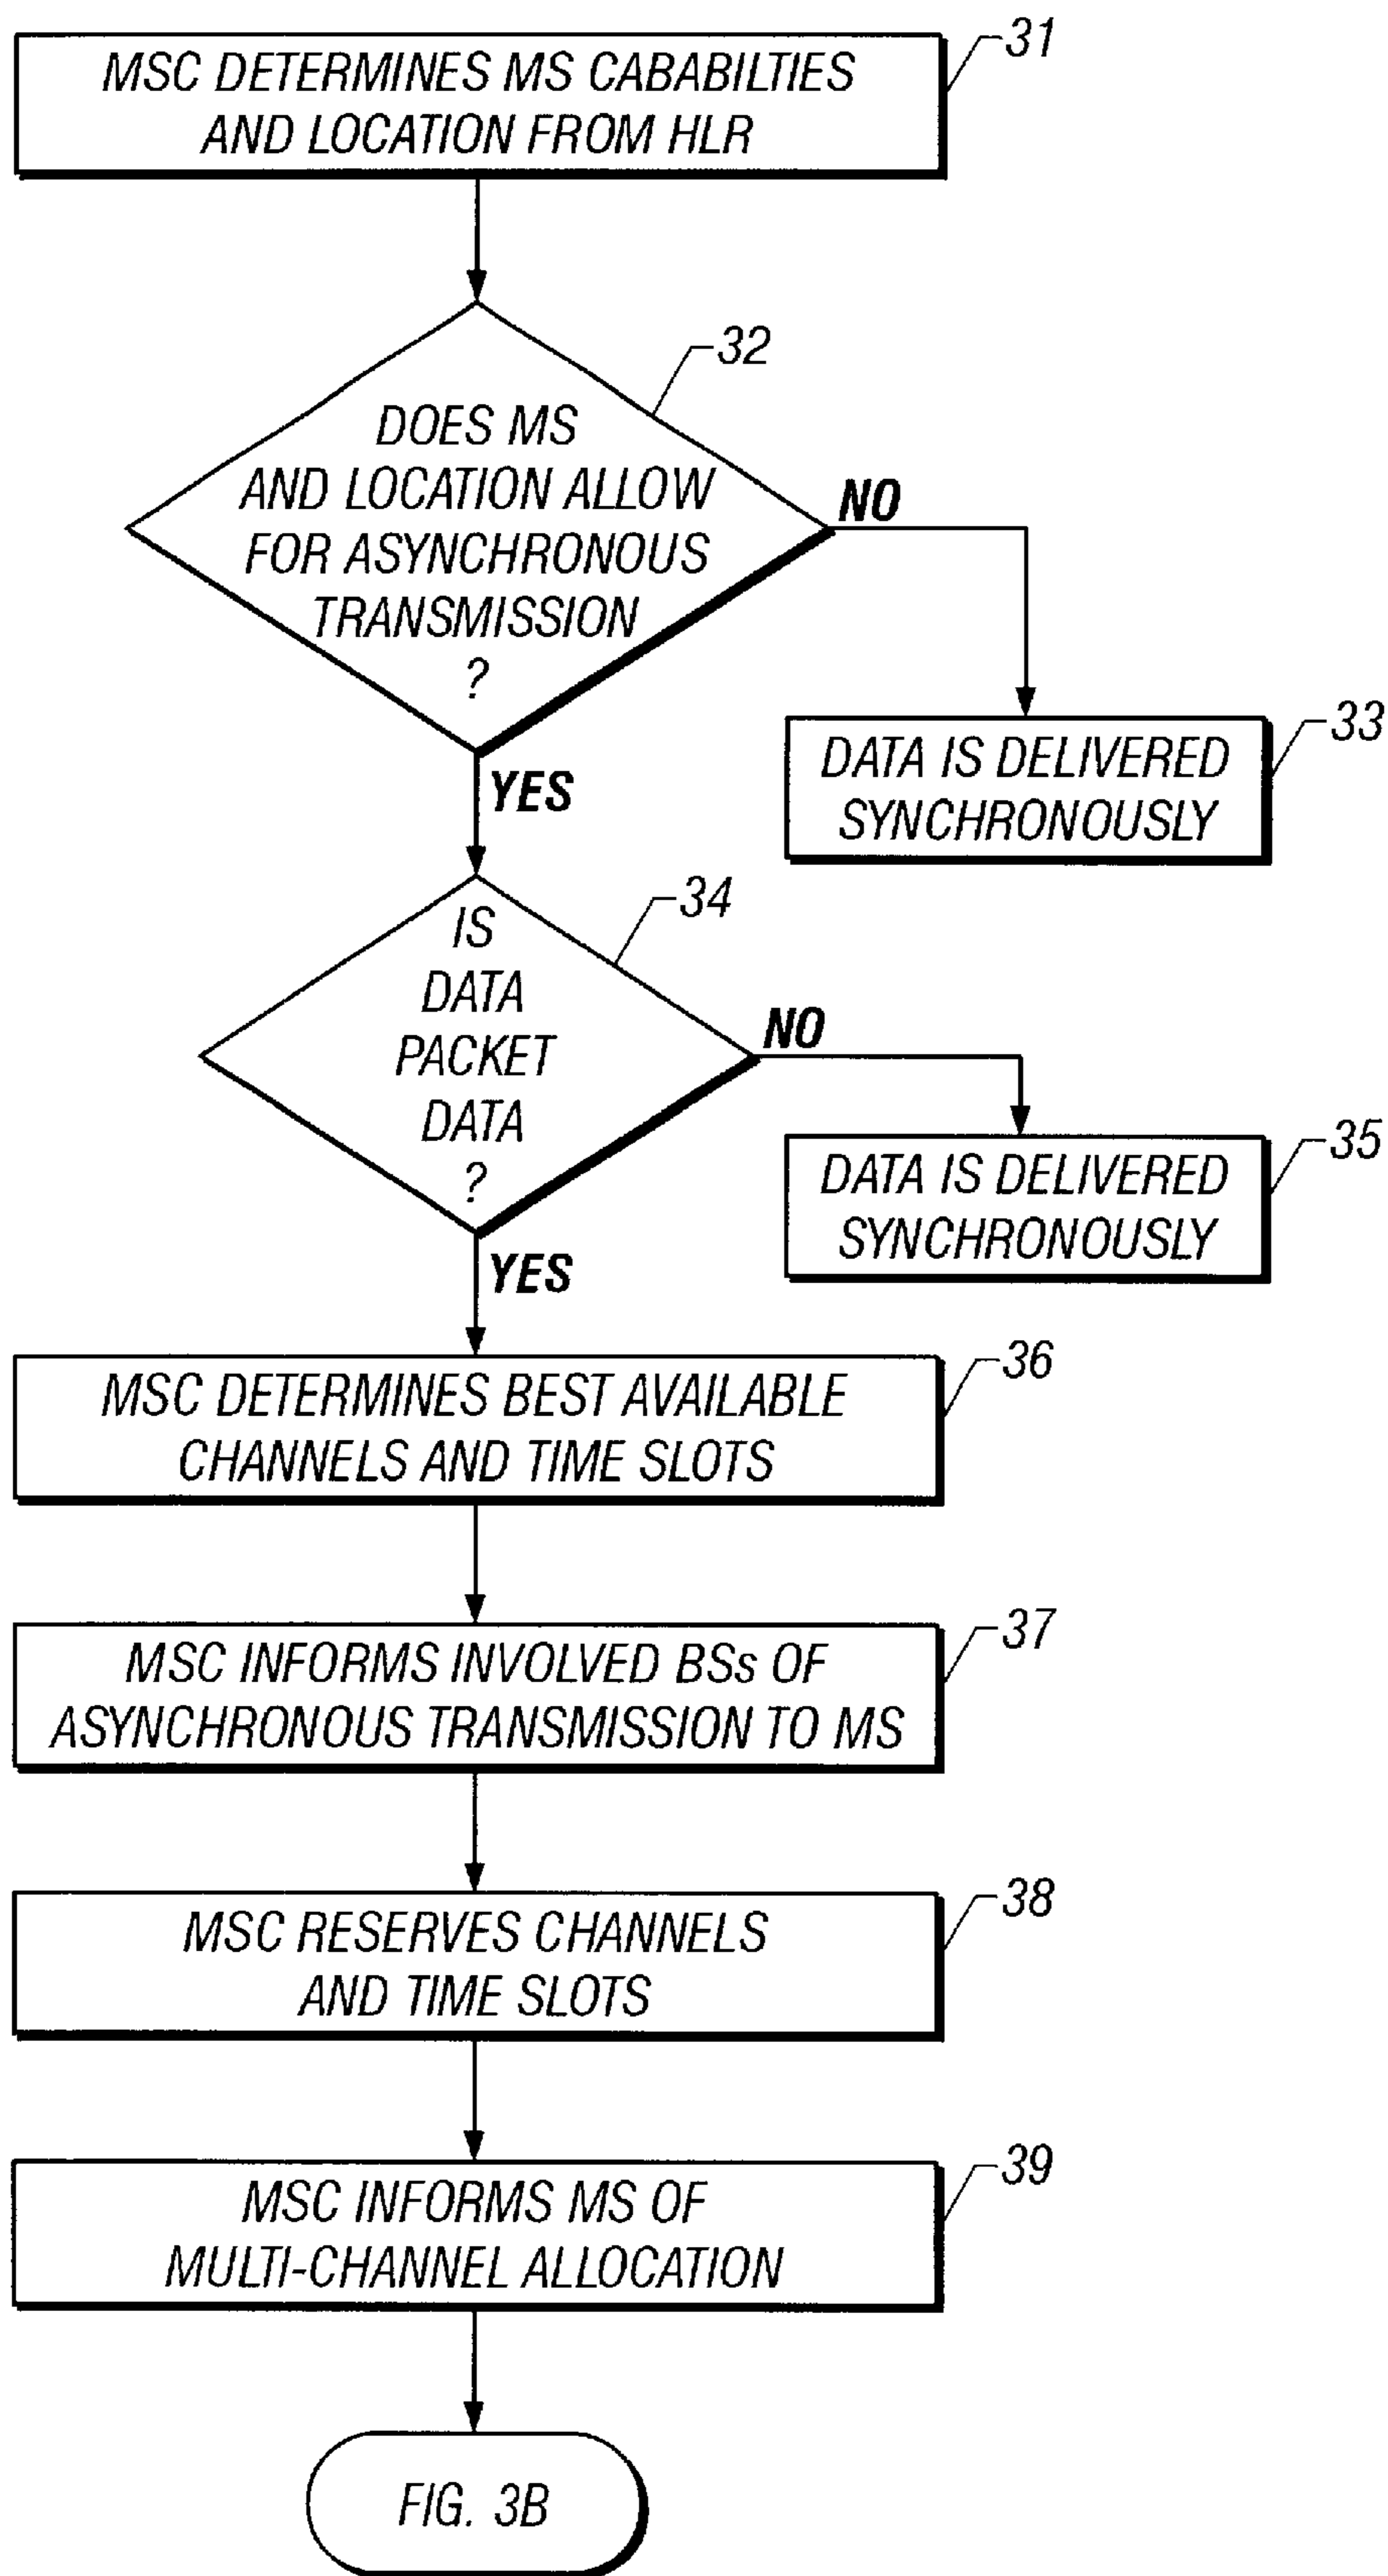 31
MSC DETERMINES MS CABABILTIES
AND LOCATION FROM HLR
32
DOES MS
AND LOCATION ALLOW
FOR ASYNCHRONOUS
TRANSMISSION
?
NO
YES
33
DATA IS DELIVERED
SYNCHRONOUSLY
34
IS
DATA
PACKET
DATA
?
NO
YES
35
DATA IS DELIVERED
SYNCHRONOUSLY
36
MSC DETERMINES BEST AVAILABLE
CHANNELS AND TIME SLOTS
37
MSC INFORMS INVOLVED BSs OF
ASYNCHRONOUS TRANSMISSION TO MS
38
MSC RESERVES CHANNELS
AND TIME SLOTS
39
MSC INFORMS MS OF
MULTI-CHANNEL ALLOCATION
FIG. 3B